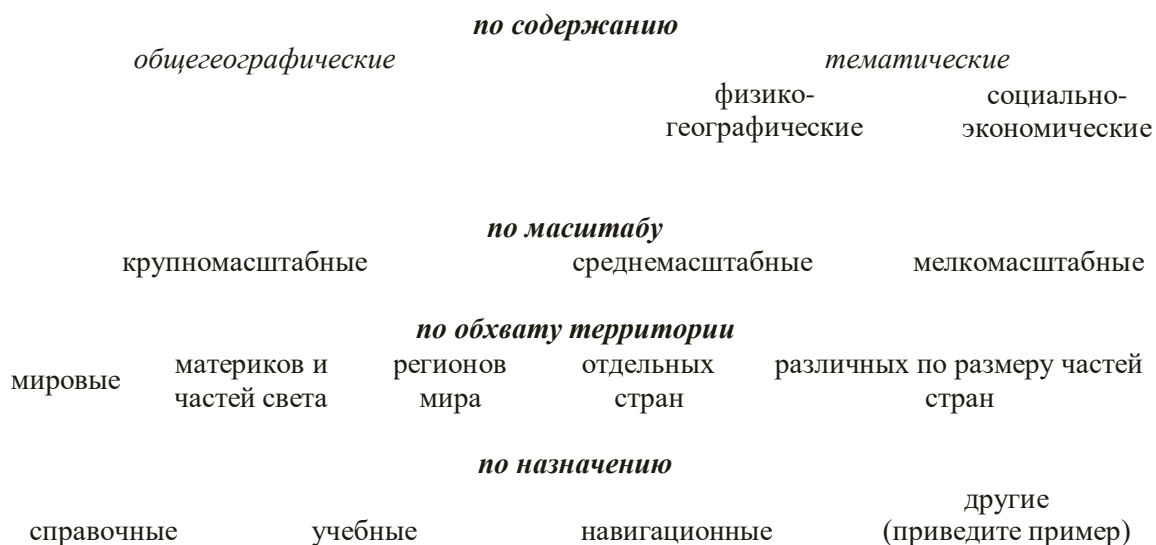 по содержанию
общегеографические тематические
физико- социально-
географические экономические
по масштабу
крупномасштабные среднемасштабные мелкомасштабные
по обхвату территории
мировые материков и регионов отдельных различных по размеру частей
частей света мира стран стран
по назначению
другие
справочные учебные навигационные (приведите пример)